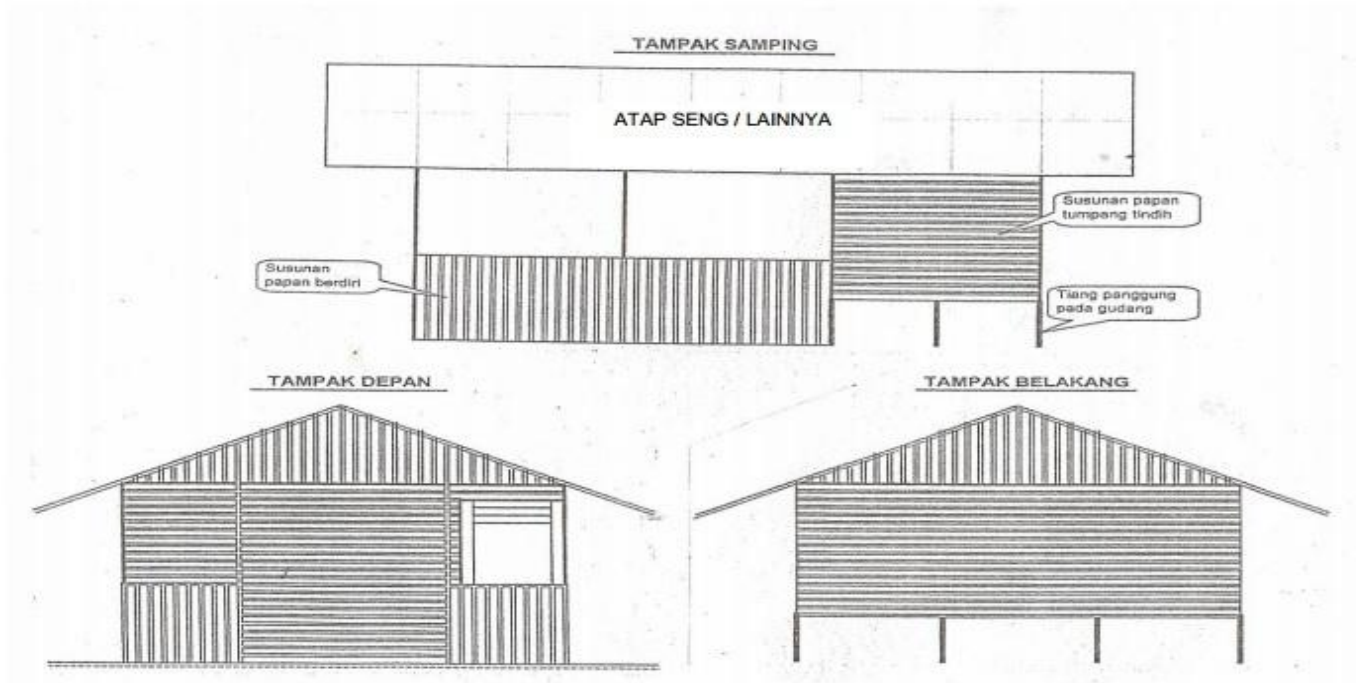 TAMPAK SAMPING
ATAP SENG / LAINNYA
Susunan papan
tumpang tindih
Susunan
papan berdiri
Tiang panggung
pada gudang
TAMPAK DEPAN
TAMPAK BELAKANG